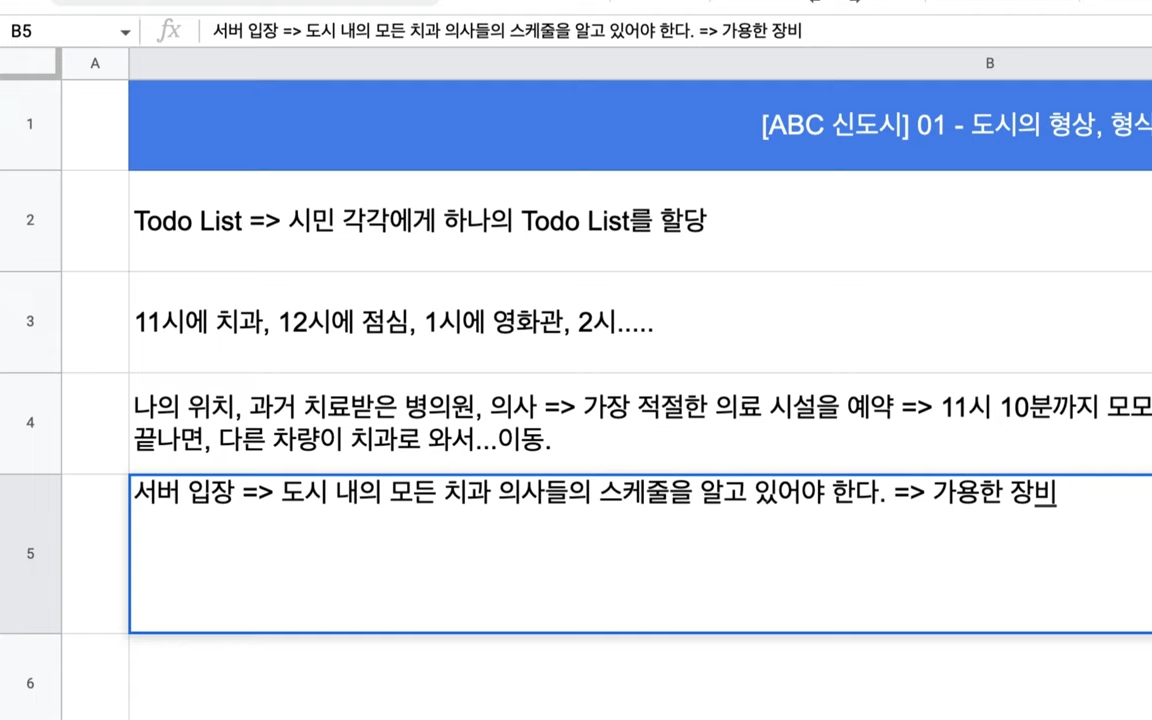 B5
fx
서버 입장 => 도시 내의 모든 치과 의사들의 스케줄을 알고 있어야 한다. => 가용한 장비
A
B
1
[ABC 신도시] 01 - 도시의 형상, 형식
2
Todo List => 시민 각각에게 하나의 Todo List를 할당
3
11시에 치과, 12시에 점심, 1시에 영화관, 2시.....
4
나의 위치, 과거 치료받은 병의원, 의사 => 가장 적절한 의료 시설을 예약 => 11시 10분까지 모모
끝나면, 다른 차량이 치과로 와서...이동.
5
서버 입장 => 도시 내의 모든 치과 의사들의 스케줄을 알고 있어야 한다. => 가용한 장비
6